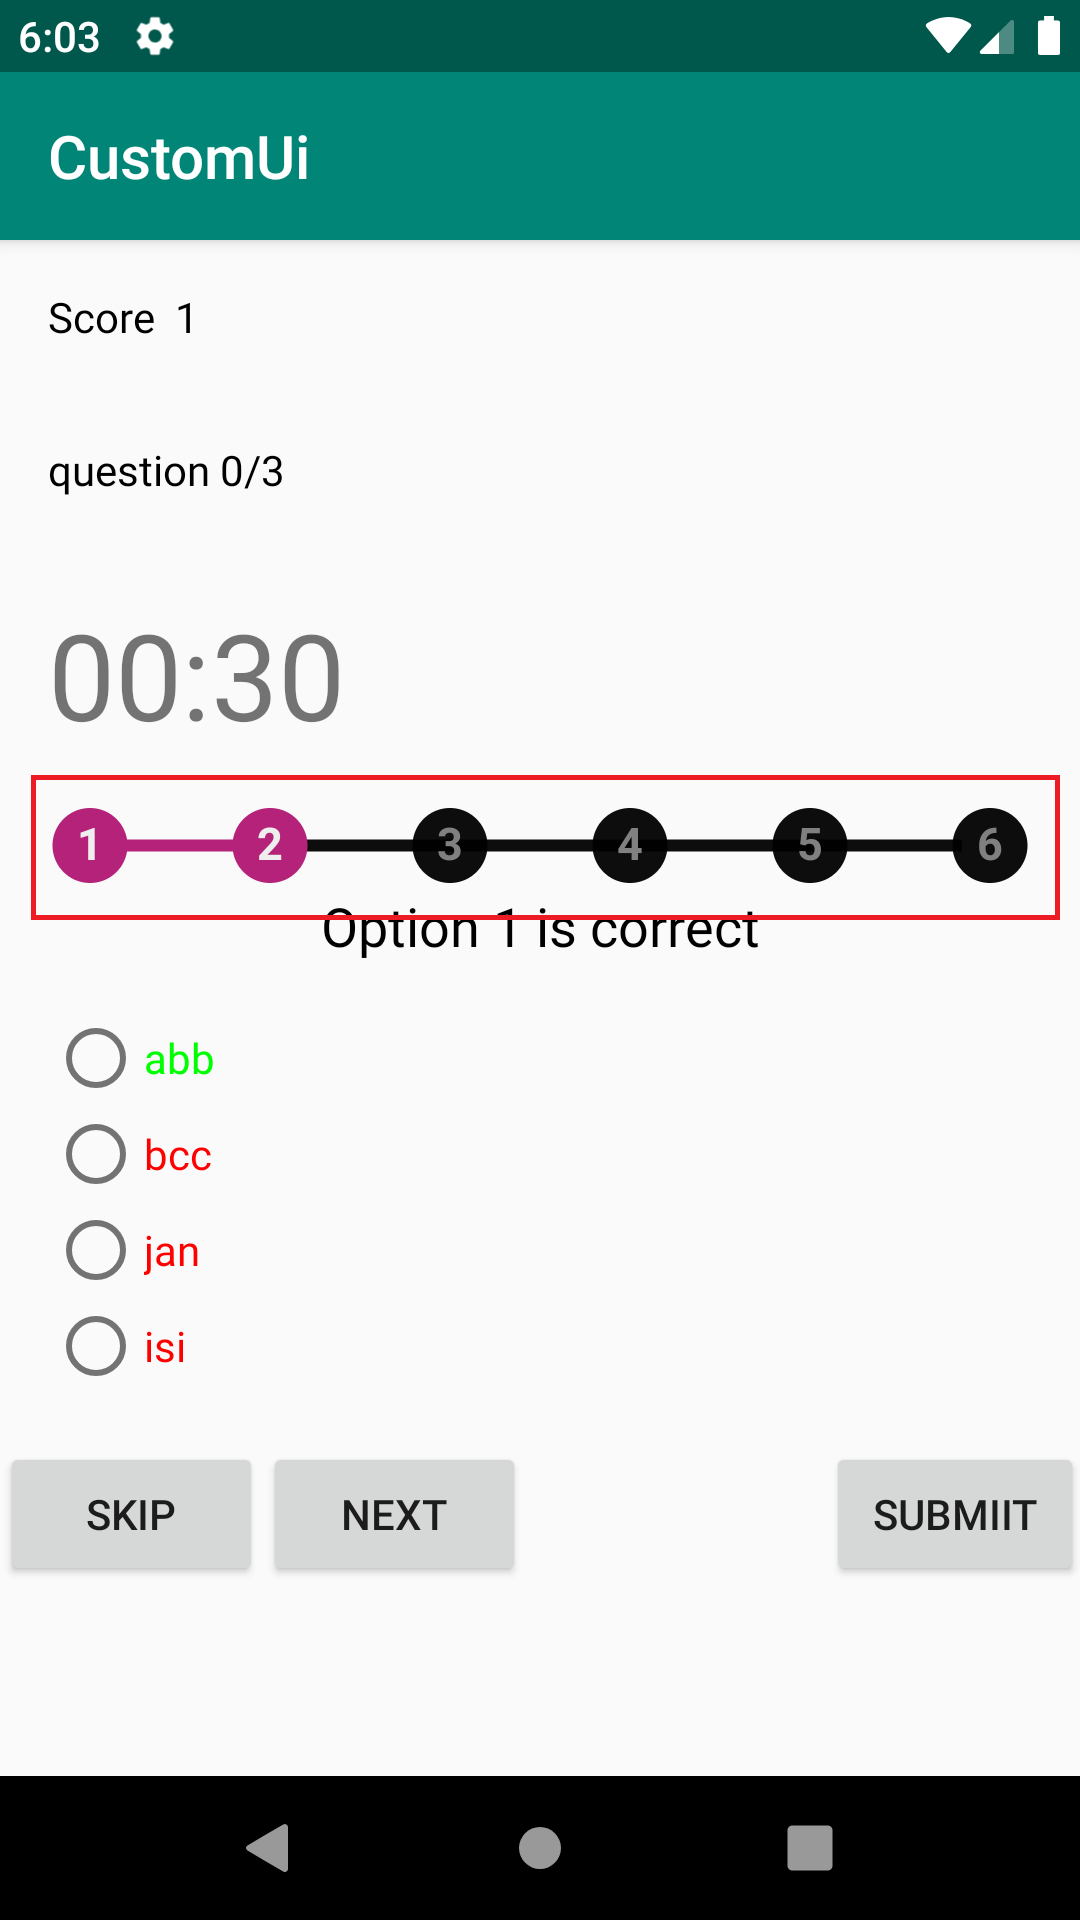 6:03
CustomUi
Score 1
question 0/3
00:30
1 2 3 4 5 6
Option 1 is correct
abb
bcc
jan
isi
SKIP NEXT SUBMIIT